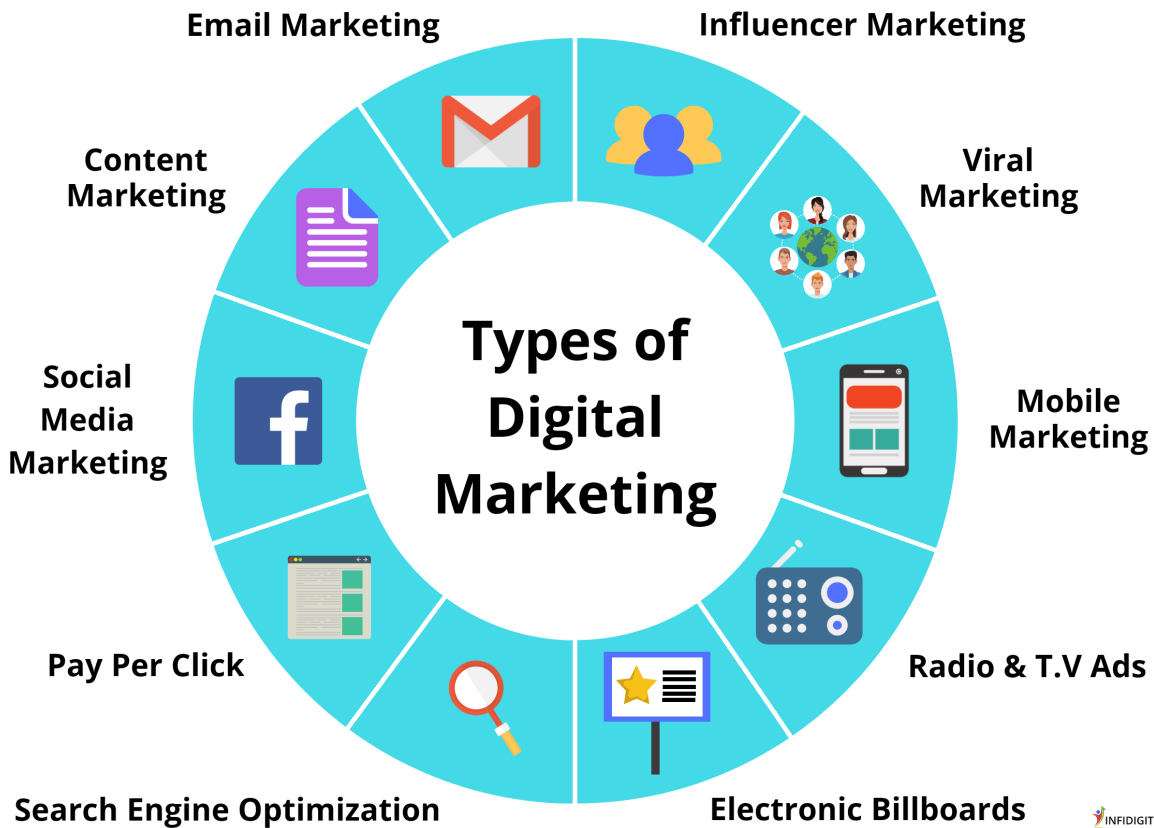 Email Marketing
Influencer Marketing
Content
Marketing
Viral
Marketing
Types of
Digital
Marketing
Social
Media
Marketing
Mobile
Marketing
Pay Per Click
Radio & T.V Ads
Search Engine Optimization
Electronic Billboards
INFIDIGIT